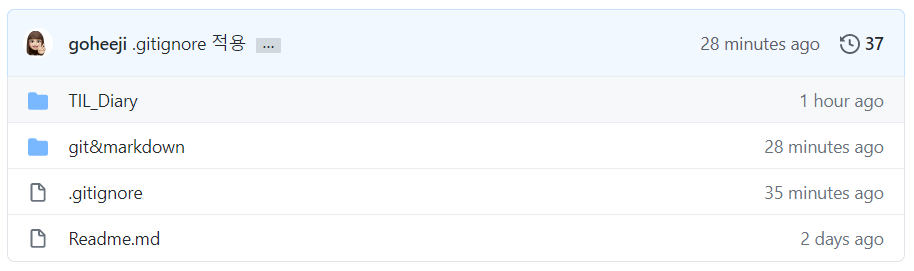 goheeji .gitignore 적용 ... 28 minutes ago 37
TIL_Diary 1 hour ago
git&markdown 28 minutes ago
.gitignore 35 minutes ago
Readme.md 2 days ago